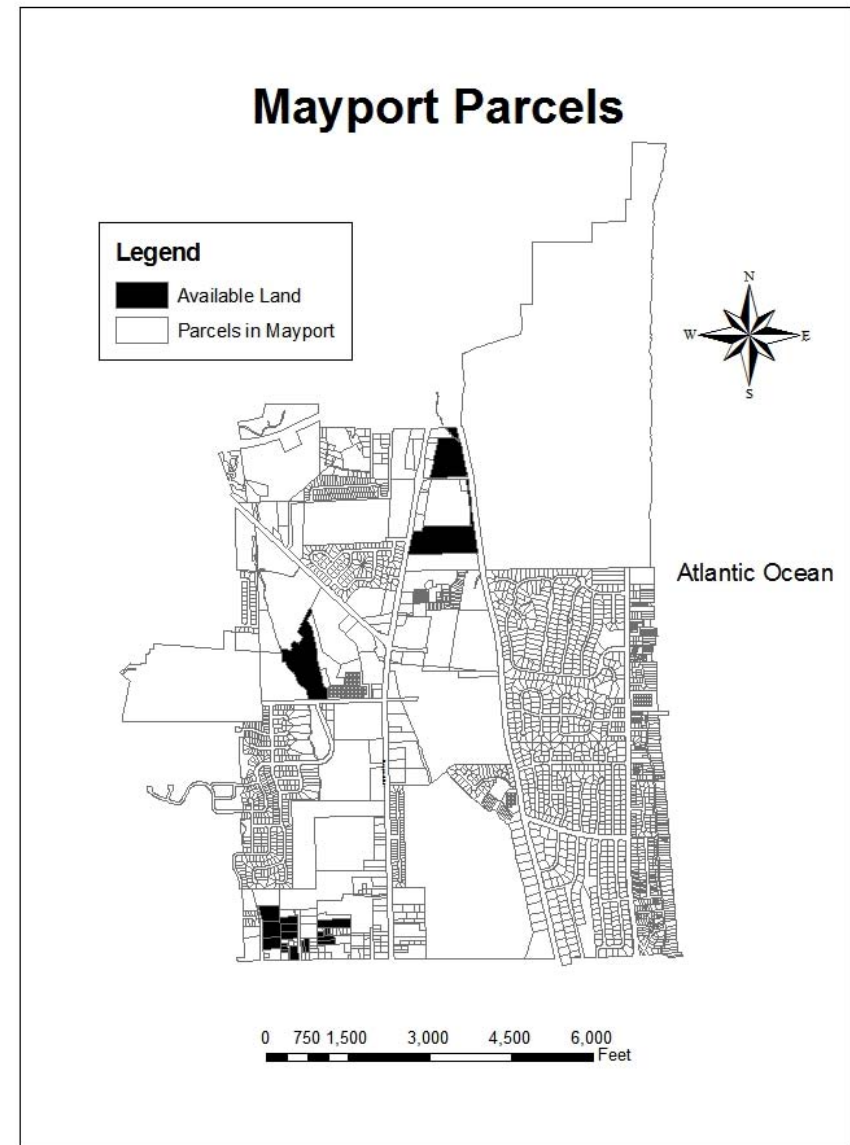 Mayport Parcels
Legend
Available Land
Parcels in Mayport
N
W E
S
Atlantic Ocean
0 750 1,500 3,000 4,500 6,000
Feet